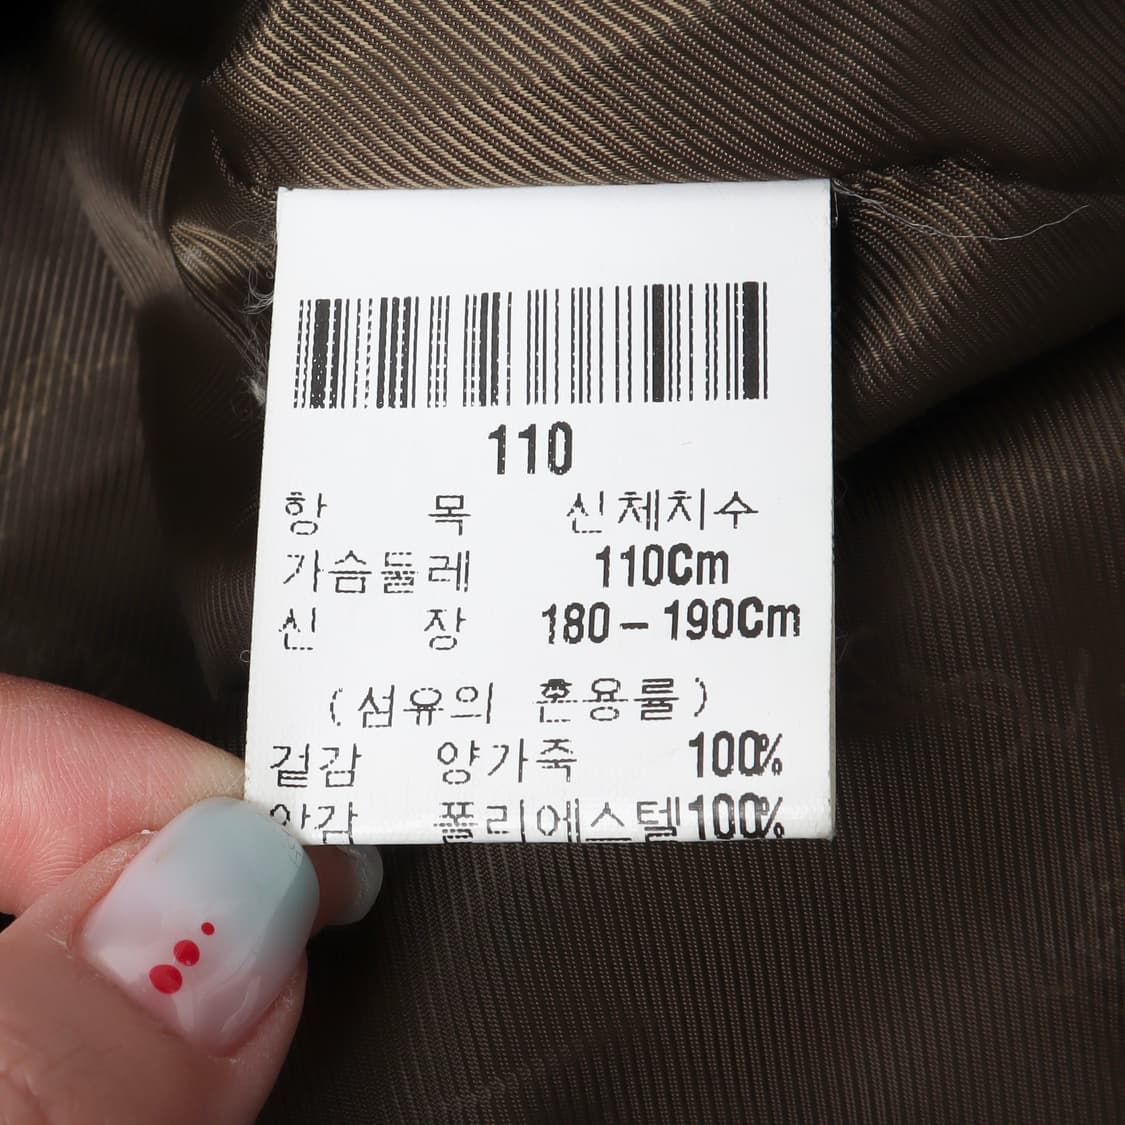 110
항 목 신체치수
가슴둘레 110Cm
신 장 180-190Cm
(섬유의 혼용률)
겉감 양가죽 100%
안감 폴리에스텔100%